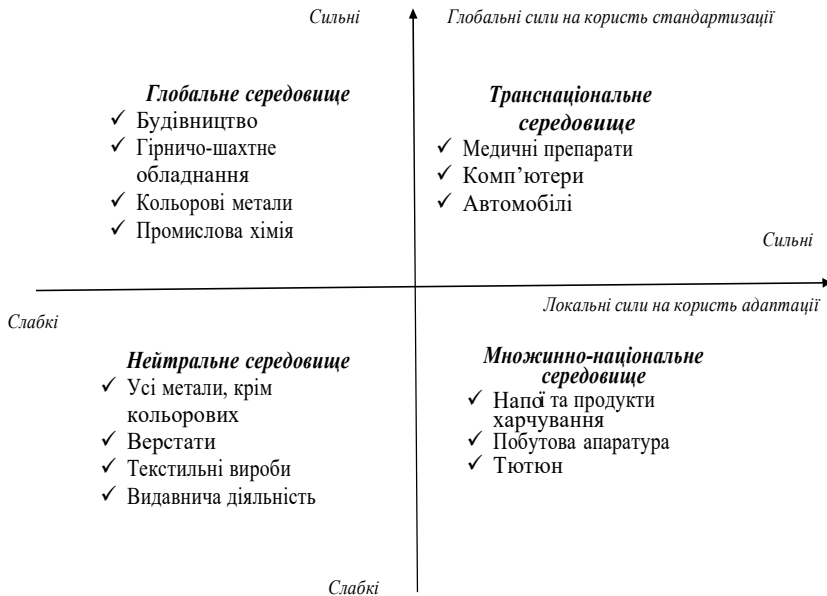 Сильні
Глобальні сили на користь стандартизації
Глобальне середовище
✓ Будівництво
✓ Гірничо-шахтне
обладнання
✓ Кольорові метали
✓ Промислова хімія
Транснаціональне
середовище
✓ Медичні препарати
✓ Комп’ютери
✓ Автомобілі
Сильні
Слабкі
Локальні сили на користь адаптації
Нейтральне середовище
✓ Усі метали, крім
кольорових
✓ Верстати
✓ Текстильні вироби
✓ Видавнича діяльність
Множинно-національне
середовище
✓ Напої та продукти
харчування
✓ Побутова апаратура
✓ Тютюн
Слабкі